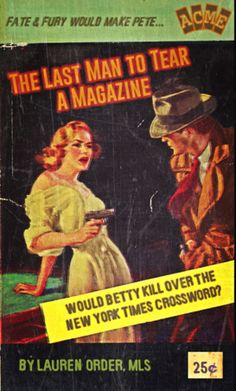 FATE & FURY WOULD MAKE PETE...
ACME
THE LAST MAN TO TEAR
A MAGAZINE
WOULD BETTY KILL OVER THE
NEW YORK TIMES CROSSWORD?
BY LAUREN ORDER, MLS
25¢